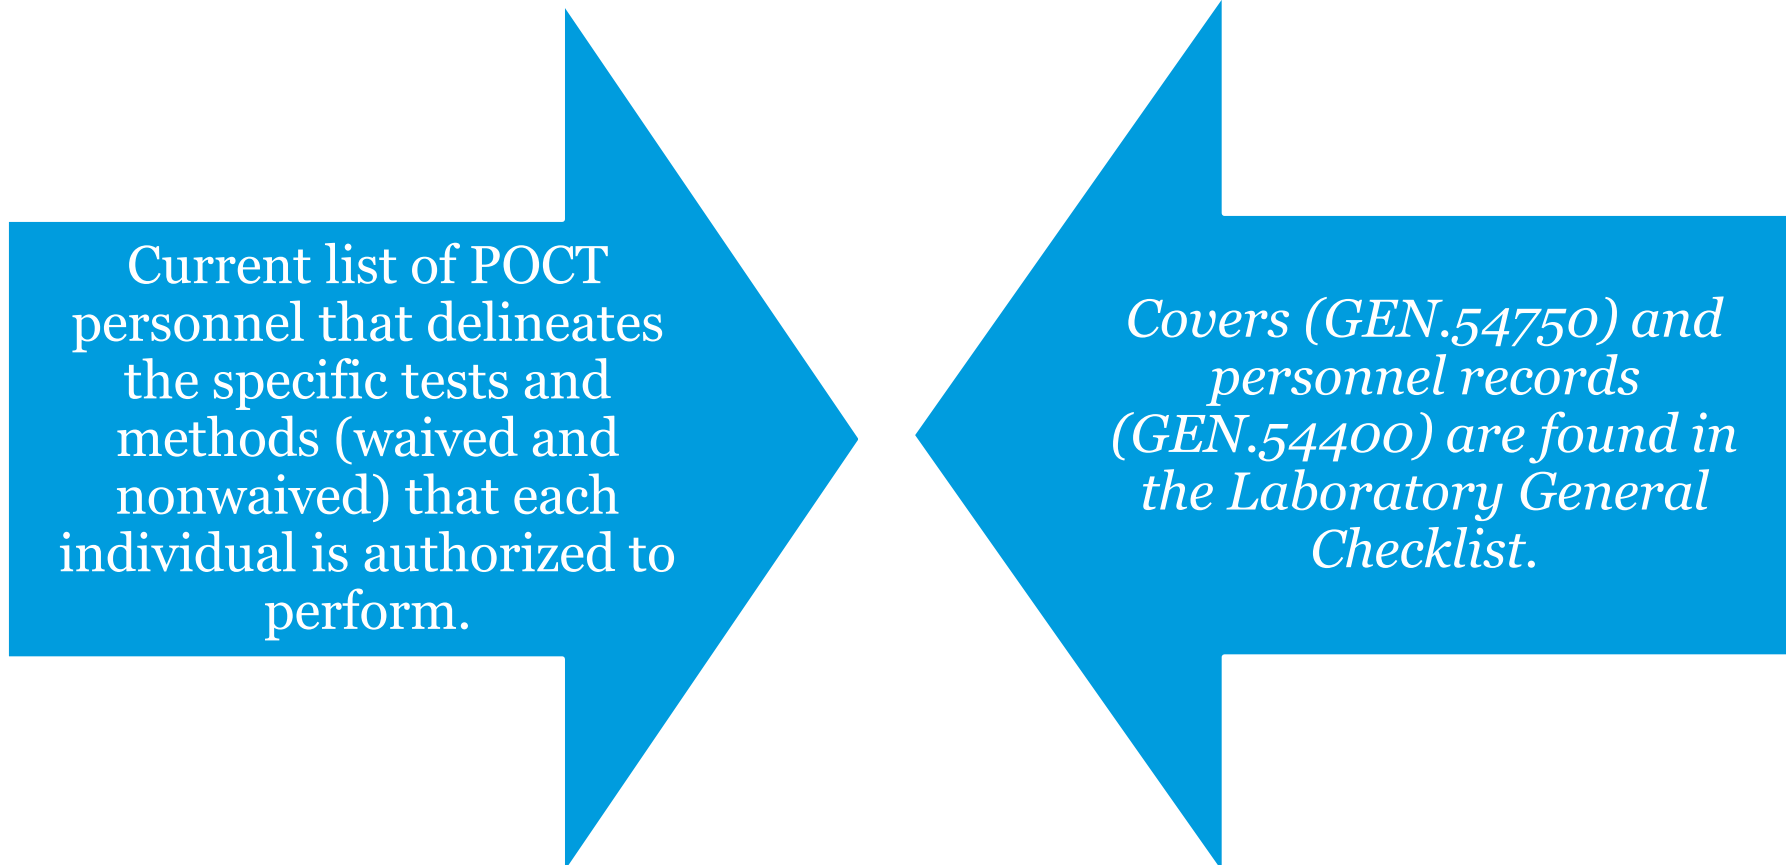 Current list of POCT
personnel that delineates
the specific tests and
methods (waived and
nonwaived) that each
individual is authorized to
perform.
Covers (GEN.54750) and
personnel records
(GEN.54400) are found in
the Laboratory General
Checklist.